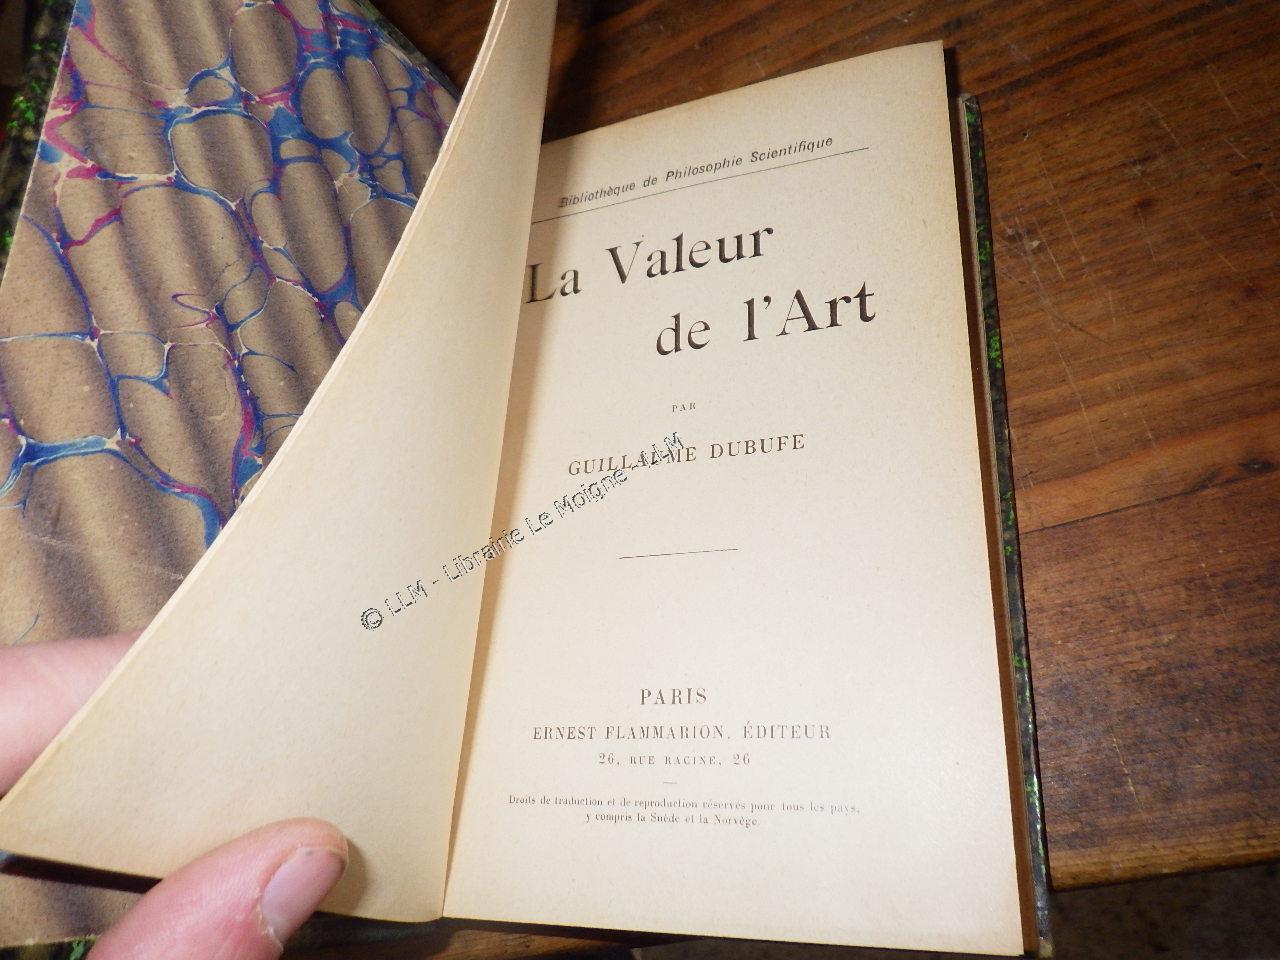 Bibliothèque de Philosophie Scientifique
La Valeur
de l'Art
PAR
GUILLAUME DUBUFE
© LLM - Librairie Le Moigne - LLM
PARIS
ERNEST FLAMMARION, ÉDITEUR
26, RUE RACINE, 26
Droits de traduction et de reproduction réservés pour tous les pays,
y compris la Suède et la Norvège.